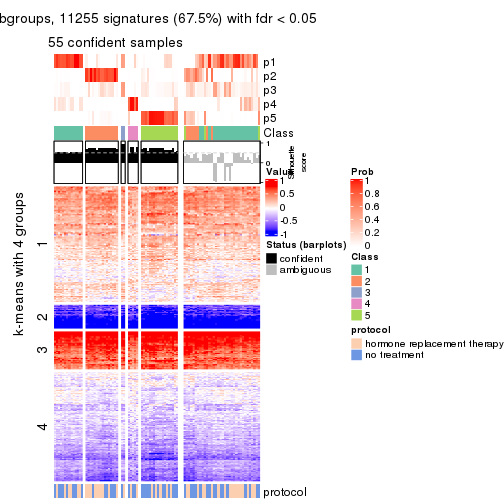 bgroups, 11255 signatures (67.5%) with fdr < 0.05
55 confident samples
p1
p2
p3
p4
p5
Class
1
0
Silhouette
score
k-means with 4 groups
1
2
3
4
protocol
Value
1
0.5
0
-0.5
-1
Status (barplots)
confident
ambiguous
Prob
1
0.8
0.6
0.4
0.2
0
Class
1
2
3
4
5
protocol
hormone replacement therapy
no treatment